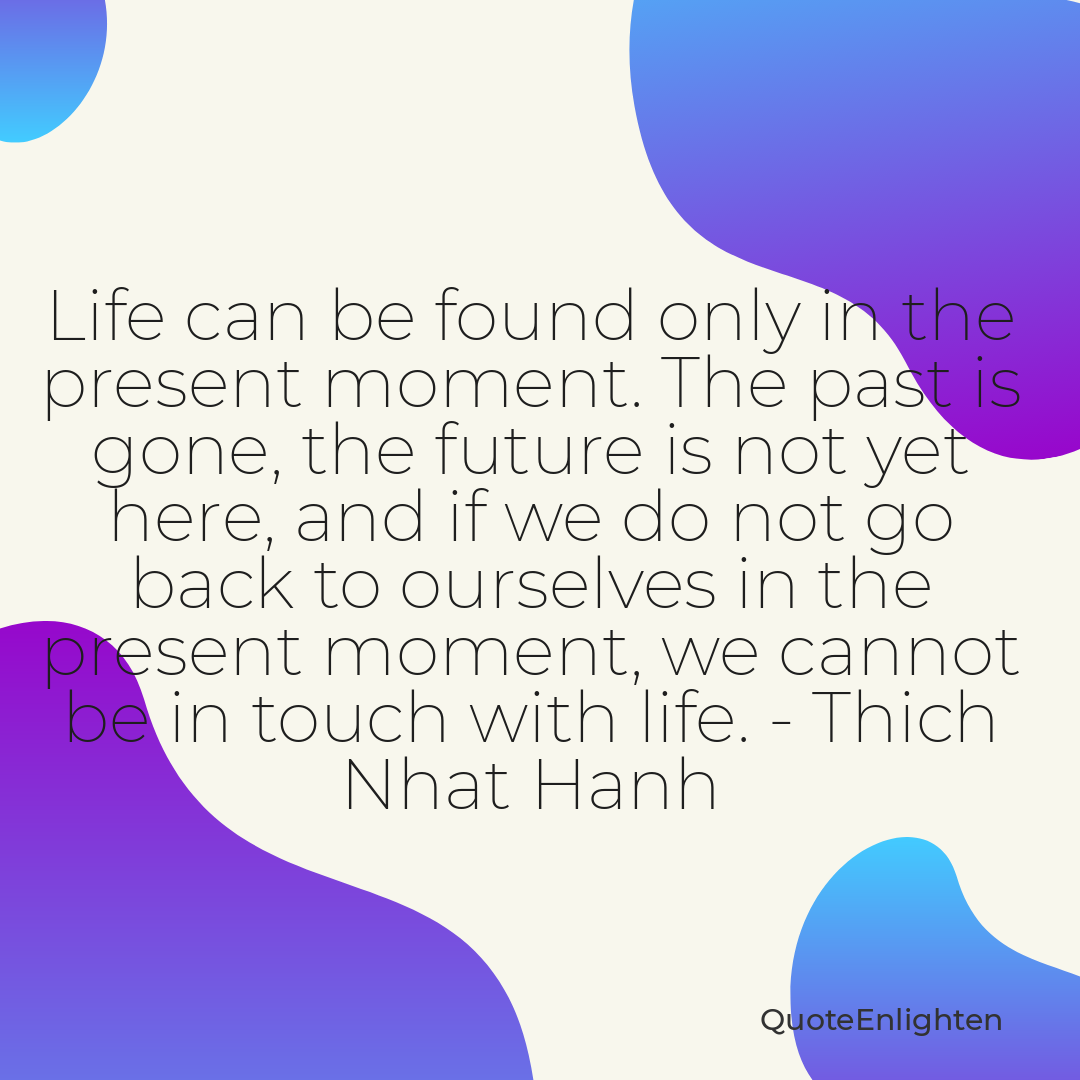 Life can be found only in the
present moment. The past is
gone, the future is not yet
here, and if we do not go
back to ourselves in the
present moment, we cannot
be in touch with life. - Thich
Nhat Hanh
QuoteEnlighten